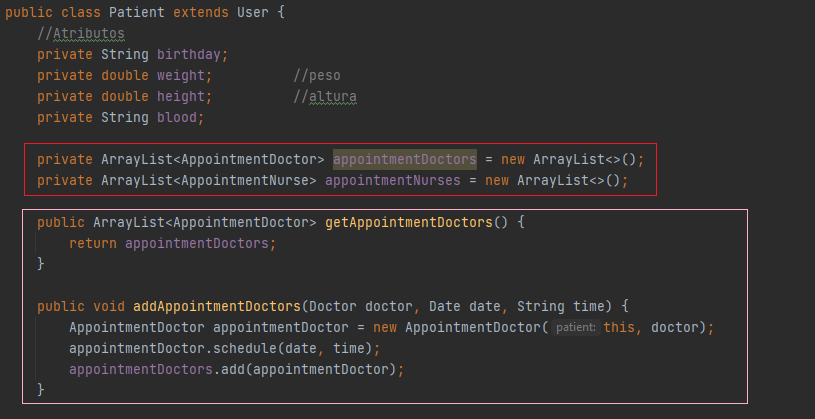 public class Patient extends User {
    //Atributos
    private String birthday;
    private double weight;          //peso
    private double height;          //altura
    private String blood;
    private ArrayList<AppointmentDoctor> appointmentDoctors = new ArrayList<>();
    private ArrayList<AppointmentNurse> appointmentNurses = new ArrayList<>();
    public ArrayList<AppointmentDoctor> getAppointmentDoctors() {
        return appointmentDoctors;
    }
    public void addAppointmentDoctors(Doctor doctor, Date date, String time) {
        AppointmentDoctor appointmentDoctor = new AppointmentDoctor( patient: this, doctor);
        appointmentDoctor.schedule(date, time);
        appointmentDoctors.add(appointmentDoctor);
    }